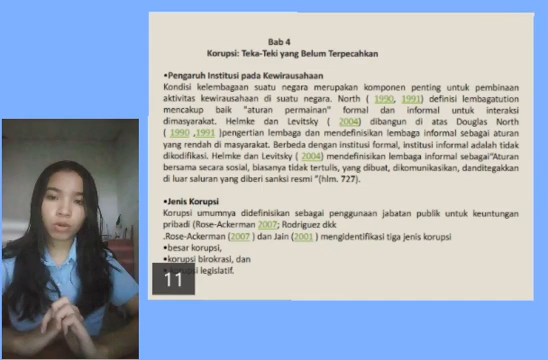 Bab 4
Korupsi: Teka-Teki yang Belum Terpecahkan
•Pengaruh Institusi pada Kewirausahaan
Kondisi kelembagaan suatu negara merupakan komponen penting untuk pembinaan
aktivitas kewirausahaan di suatu negara. North ( 1990, 1991) definisi lembagatution
mencakup baik "aturan permainan" formal dan informal untuk interaksi
dimasyarakat. Helmke dan Levitsky ( 2004) dibangun di atas Douglas North
( 1990 ,1991 )pengertian lembaga dan mendefinisikan lembaga informal sebagai aturan
yang rendah di masyarakat. Berbeda dengan institusi formal, institusi informal adalah tidak
dikodifikasi. Helmke dan Levitsky ( 2004) mendefinisikan lembaga informal sebagai"Aturan
bersama secara sosial, biasanya tidak tertulis, yang dibuat, dikomunikasikan, danditegakkan
di luar saluran yang diberi sanksi resmi "(hlm. 727).
•Jenis Korupsi
Korupsi umumnya didefinisikan sebagai penggunaan jabatan publik untuk keuntungan
pribadi (Rose-Ackerman 2007; Rodriguez dkk
.Rose-Ackerman (2007 ) dan Jain (2001 ) mengidentifikasi tiga jenis korupsi
•besar korupsi,
•korupsi birokrasi, dan
korupsi legislatif.
11